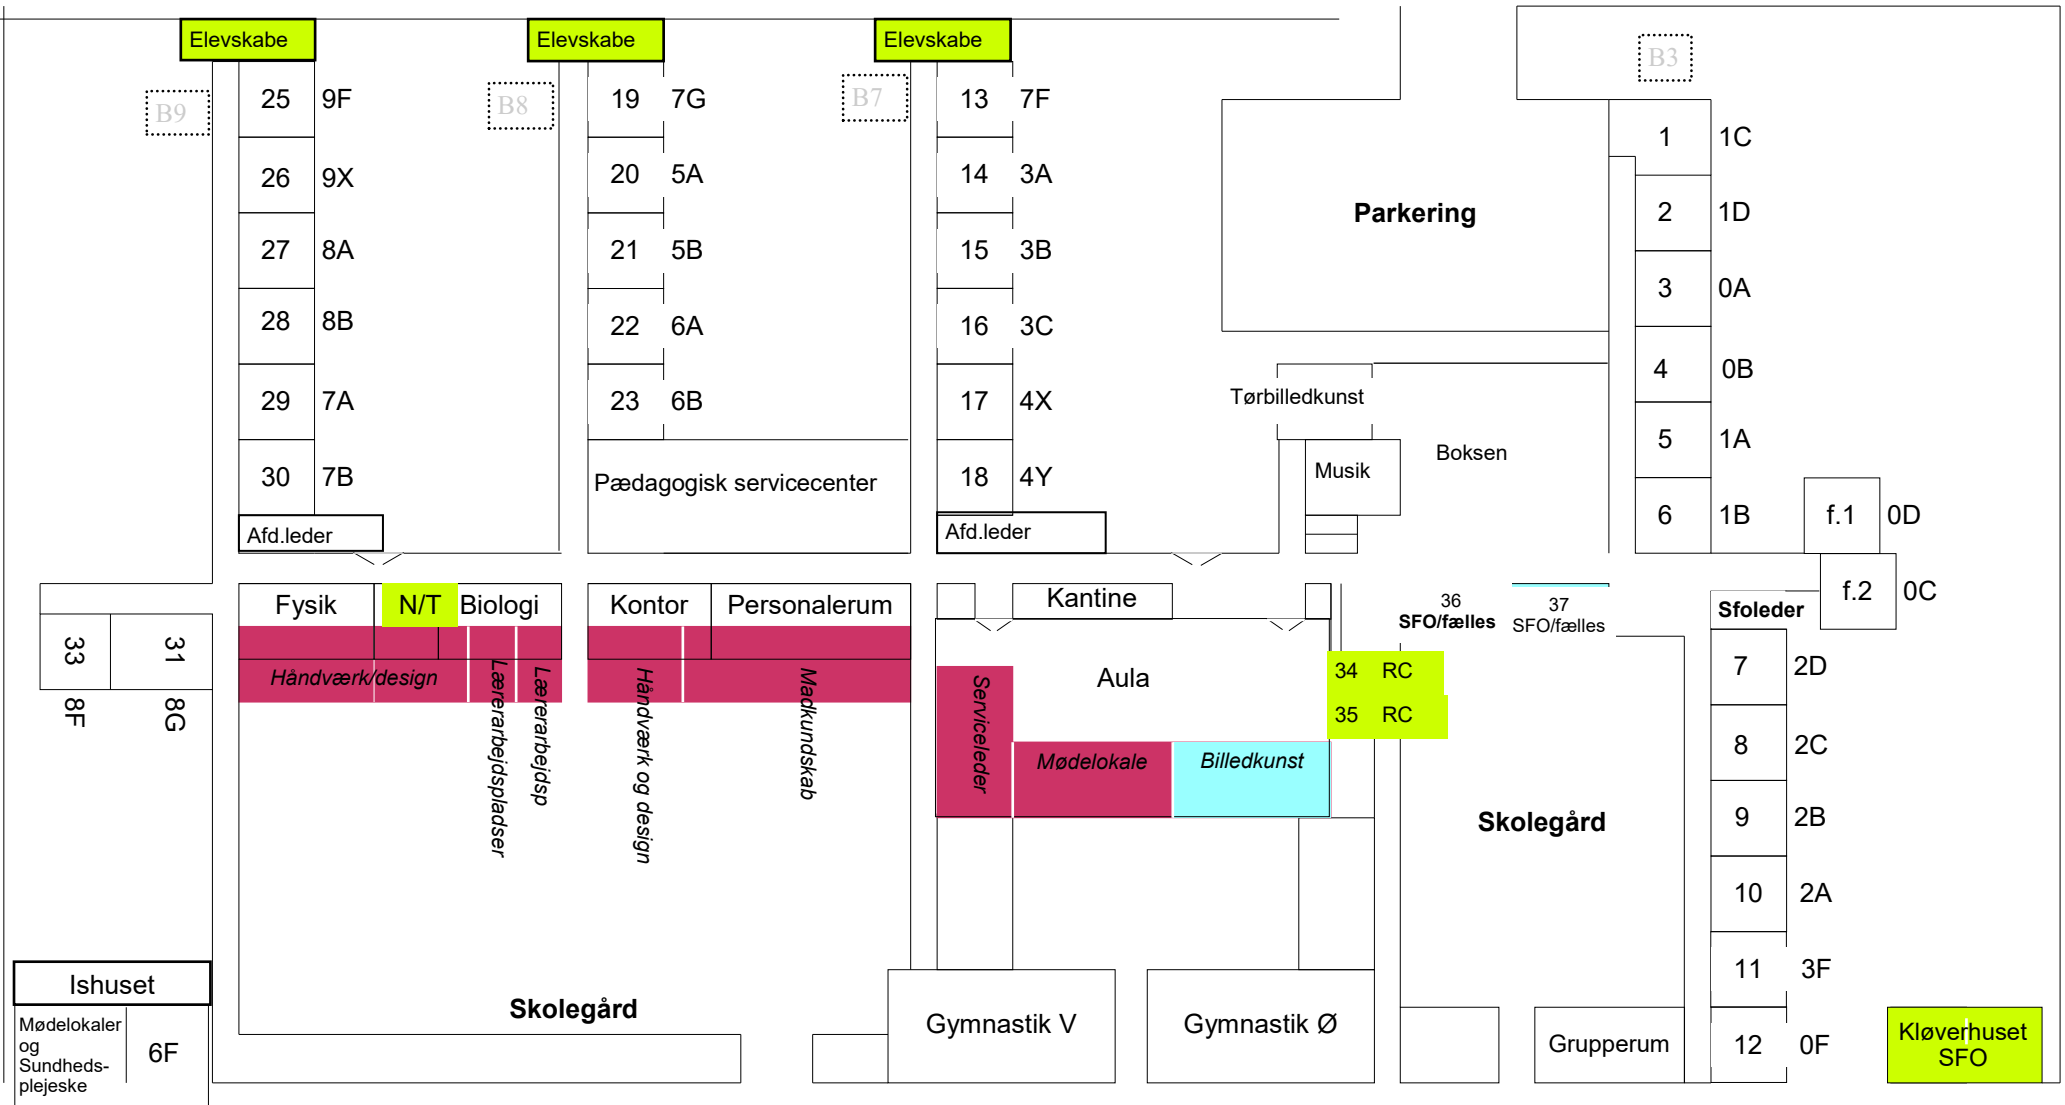 Elevskabe
Elevskabe
Elevskabe
B9
B8
B7
B3
25 9F
19 7G
13 7F
1 1C
26 9X
20 5A
14 3A
2 1D
Parkering
27 8A
21 5B
15 3B
3 0A
28 8B
22 6A
16 3C
4 0B
29 7A
23 6B
17 4X
Tørbilledkunst
5 1A
30 7B
Pædagogisk servicecenter
18 4Y
Musik
Boksen
6 1B
f.1 0D
Afd.leder
Afd.leder
f.2 0C
Fysik
N/T
Biologi
Kontor
Personalerum
Kantine
36
SFO/fælles
37
SFO/fælles
Sfoleder
33
8F
31
8G
Håndværk/design
Lærerarbejdspladser
Lærerarbejdsp
Håndværk og design
Madkundskab
Serviceleder
Aula
34 RC
35 RC
7 2D
Mødelokale
Billedkunst
8 2C
Skolegård
9 2B
10 2A
11 3F
Ishuset
Mødelokaler
og
Sundheds-
plejeske
6F
Skolegård
Gymnastik V
Gymnastik Ø
Grupperum
12 0F
Kløverhuset
SFO